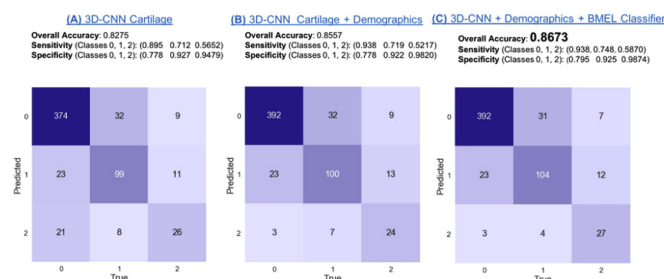 (A) 3D-CNN Cartilage
Overall Accuracy: 0.8275
Sensitivity (Classes 0, 1, 2): (0.895 0.712 0.5652)
Specificity (Classes 0, 1, 2): (0.778 0.927 0.9479)
Predicted
0
374 32 9
1
23 99 11
2
21 8 26
0 1 2
True
(B) 3D-CNN Cartilage + Demographics
Overall Accuracy: 0.8557
Sensitivity (Classes 0, 1, 2): (0.938 0.719 0.5217)
Specificity (Classes 0, 1, 2): (0.778 0.922 0.9820)
Predicted
0
392 32 9
1
23 100 13
2
3 7 24
0 1 2
True
(C) 3D-CNN + Demographics + BMEL Classifier
Overall Accuracy: 0.8673
Sensitivity (Classes 0, 1, 2): (0.938, 0.748, 0.5870)
Specificity (Classes 0, 1, 2): (0.795 0.925 0.9874)
Predicted
0
392 31 7
1
23 104 12
2
3 4 27
0 1 2
True